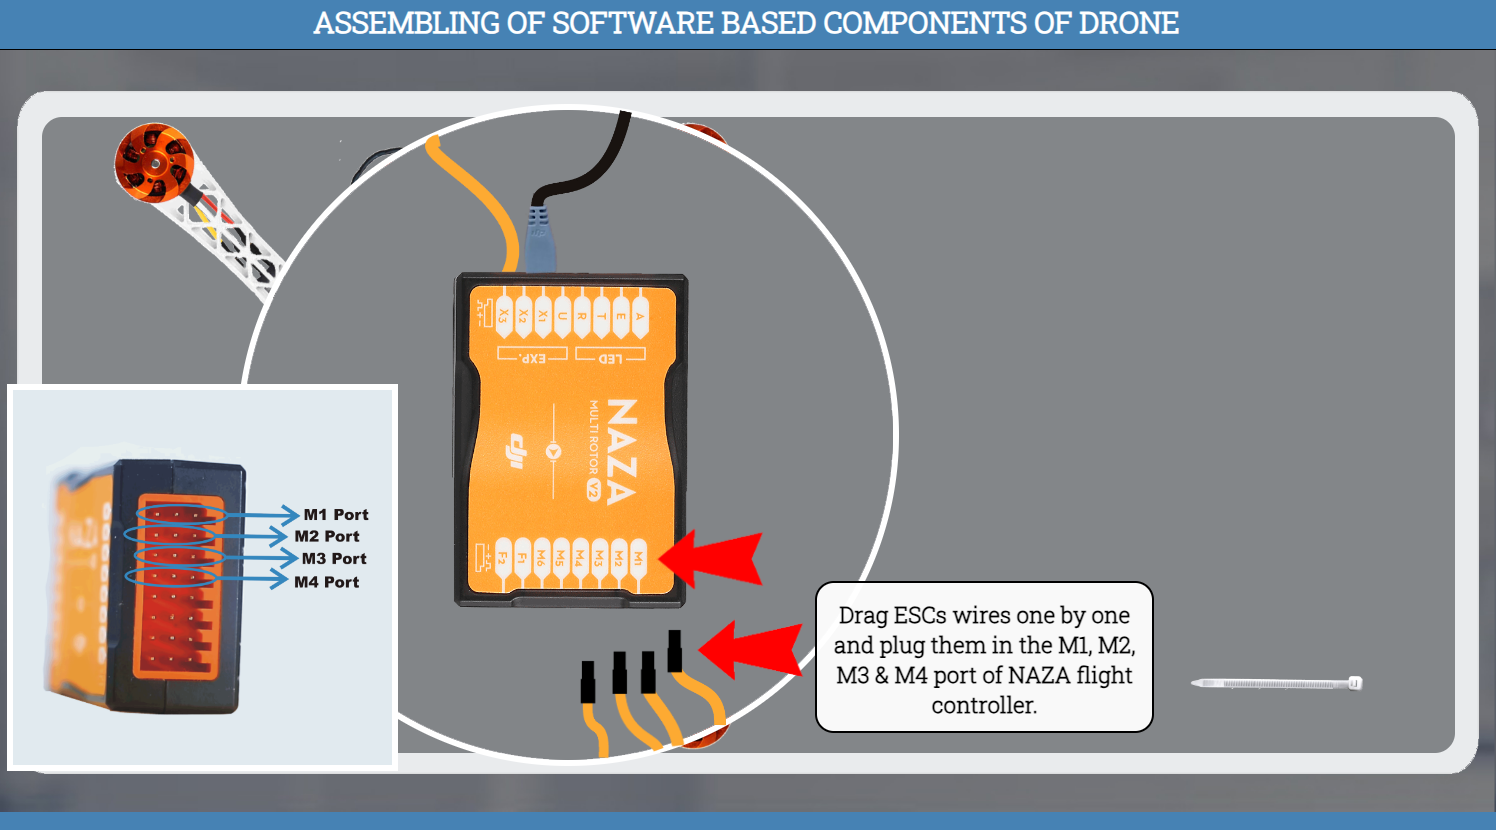 ASSEMBLING OF SOFTWARE BASED COMPONENTS OF DRONE
X3 X2 X1 U R T E A
EXP. LED
NAZA
MULTI ROTOR V2
dji
F2 F1 M6 M5 M4 M3 M2 M1
M1 Port
M2 Port
M3 Port
M4 Port
Drag ESCs wires one by one
and plug them in the M1, M2,
M3 & M4 port of NAZA flight
controller.